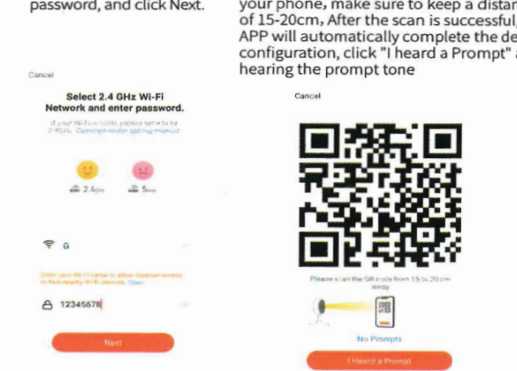 password, and click Next.
your phone, make sure to keep a distan
of 15-20cm, After the scan is successful,
APP will automatically complete the de
configuration, click "I heard a Prompt" a
hearing the prompt tone
Cancel
Select 2.4 GHz Wi-Fi
Network and enter password.
G
12345678
Next
Cancel
Please scan the QR code from 15 to 20 cm
away
No Prompts
I Heard a Prompt